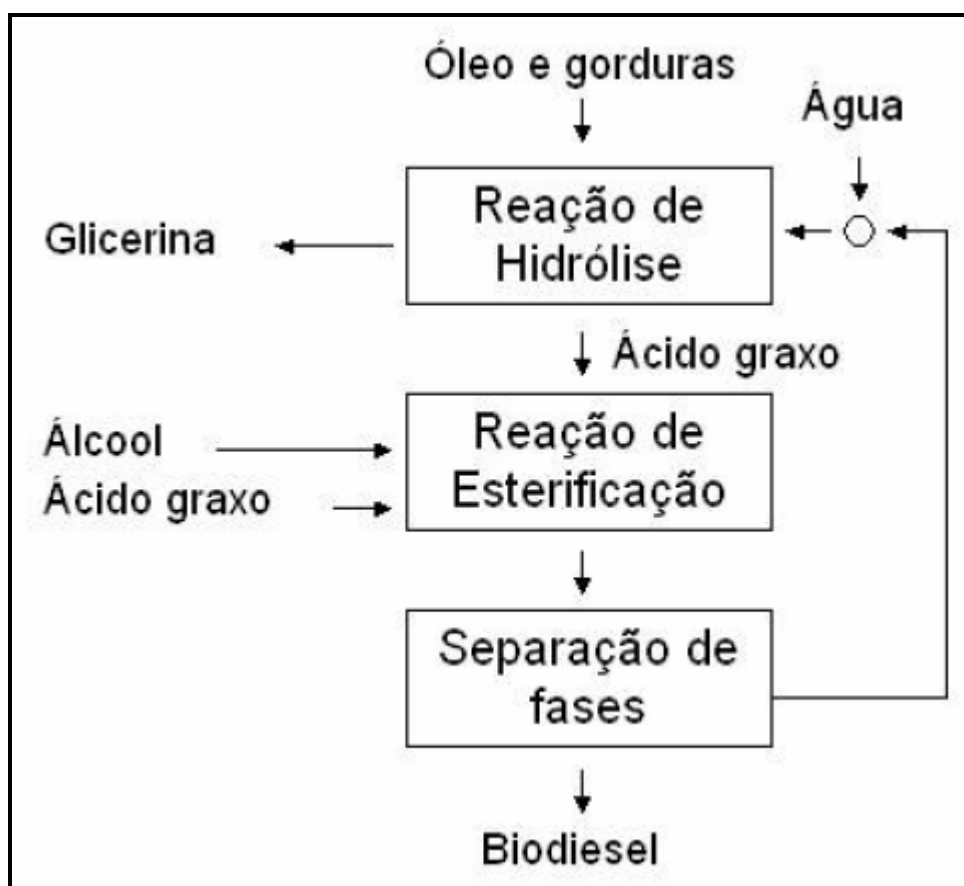 Óleo e gorduras
Água
Reação de
Hidrólise
Glicerina
Ácido graxo
Álcool
Ácido graxo
Reação de
Esterificação
Separação de
fases
Biodiesel